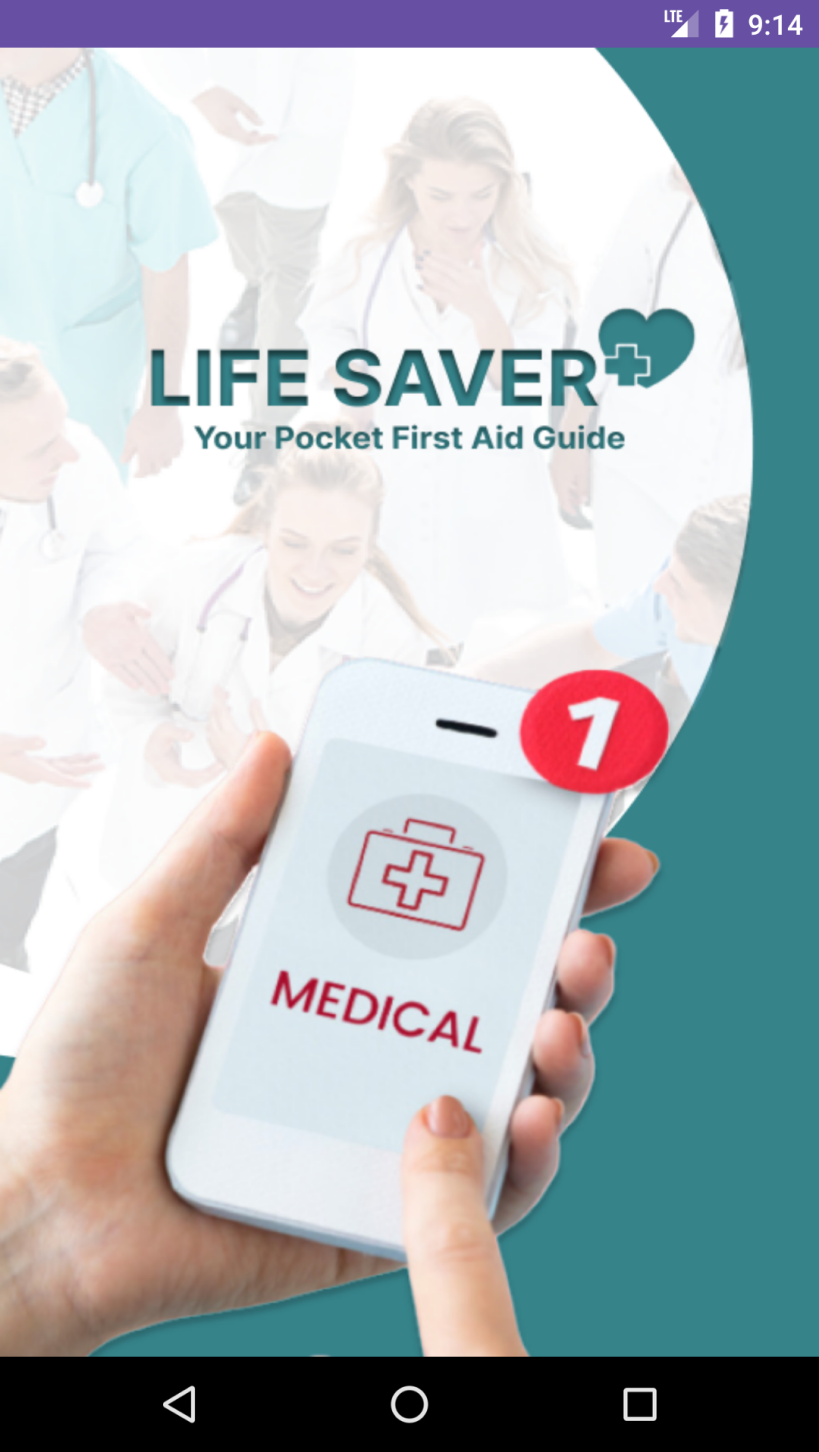 LTE 9:14
LIFE SAVER
Your Pocket First Aid Guide
1
MEDICAL